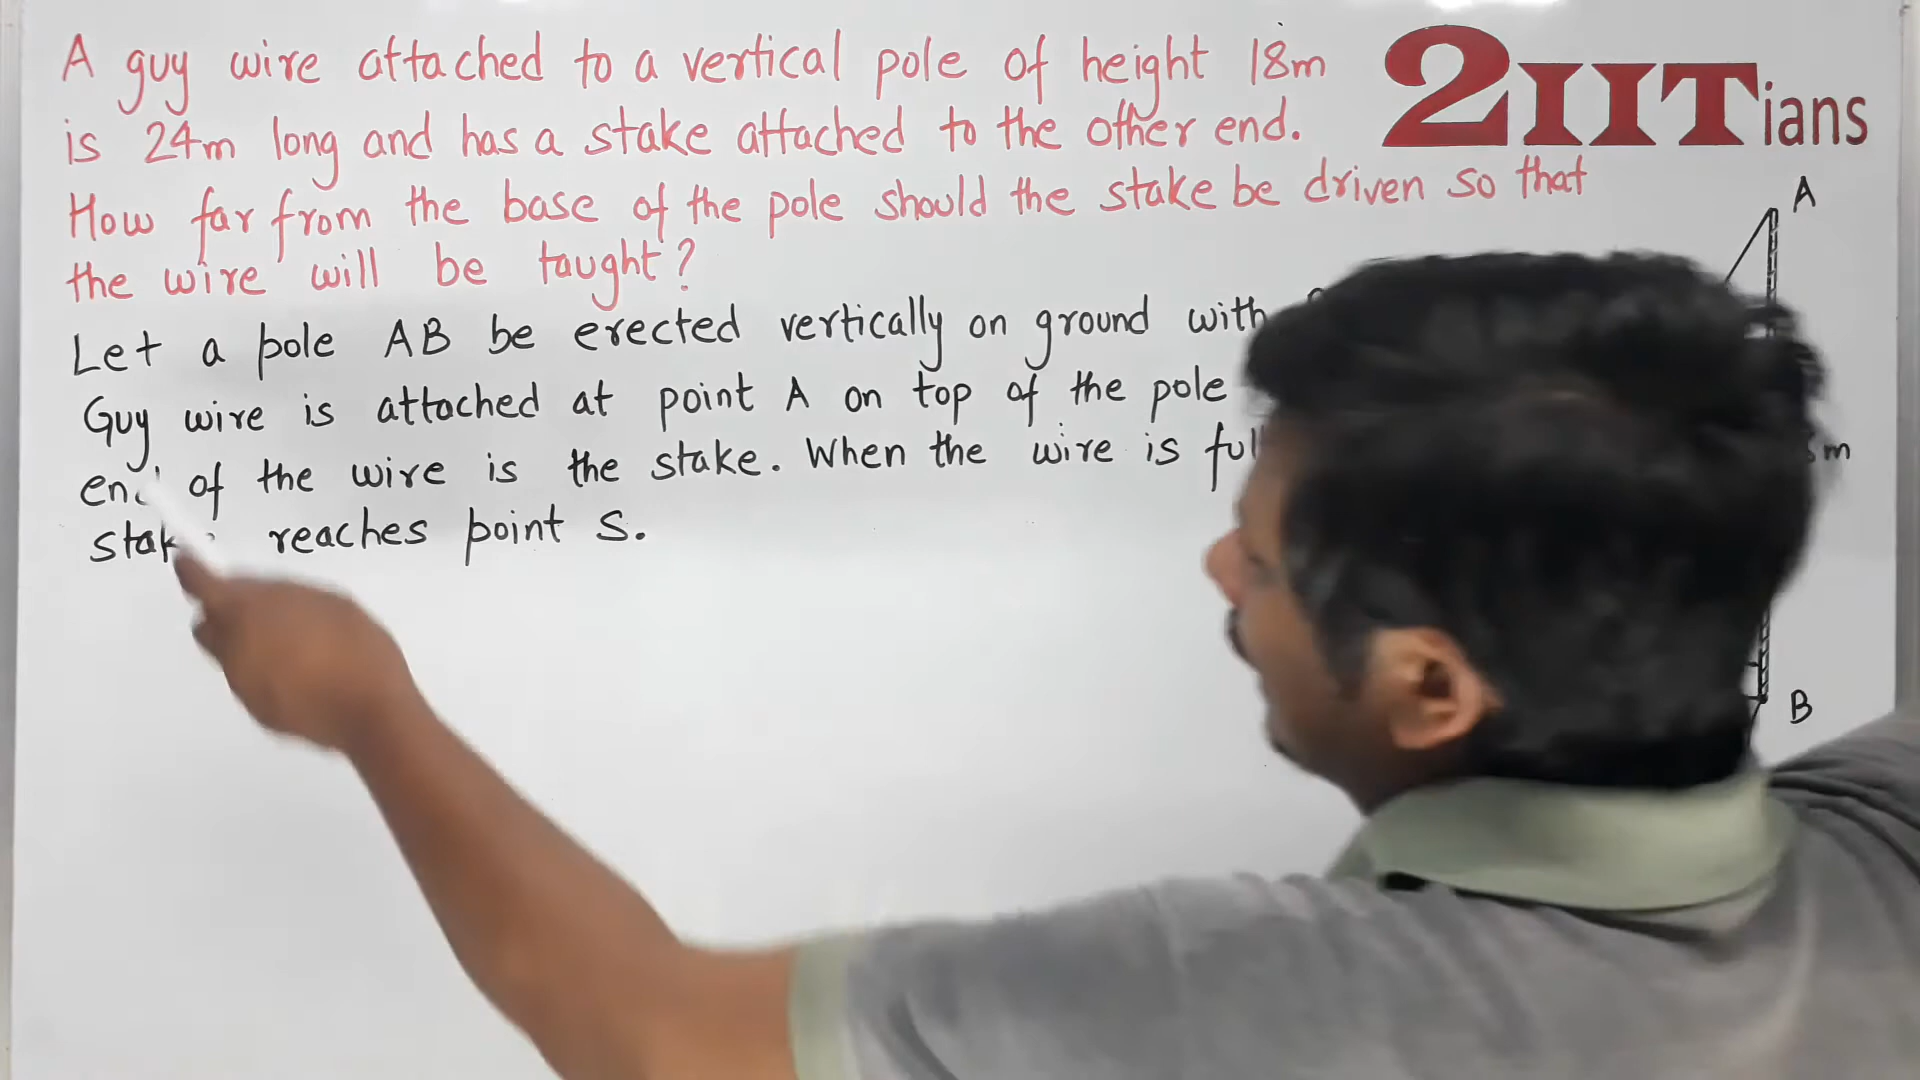 A guy wire attached to a vertical pole of height 18m
is 24m long and has a stake attached to the other end.
How far from the base of the pole should the stake be driven so that
the wire will be taught?
Let a pole AB be erected vertically on ground with
Guy wire is attached at point A on top of the pole
end of the wire is the stake. When the wire is
reaches point S.
2IITians
A
m
B